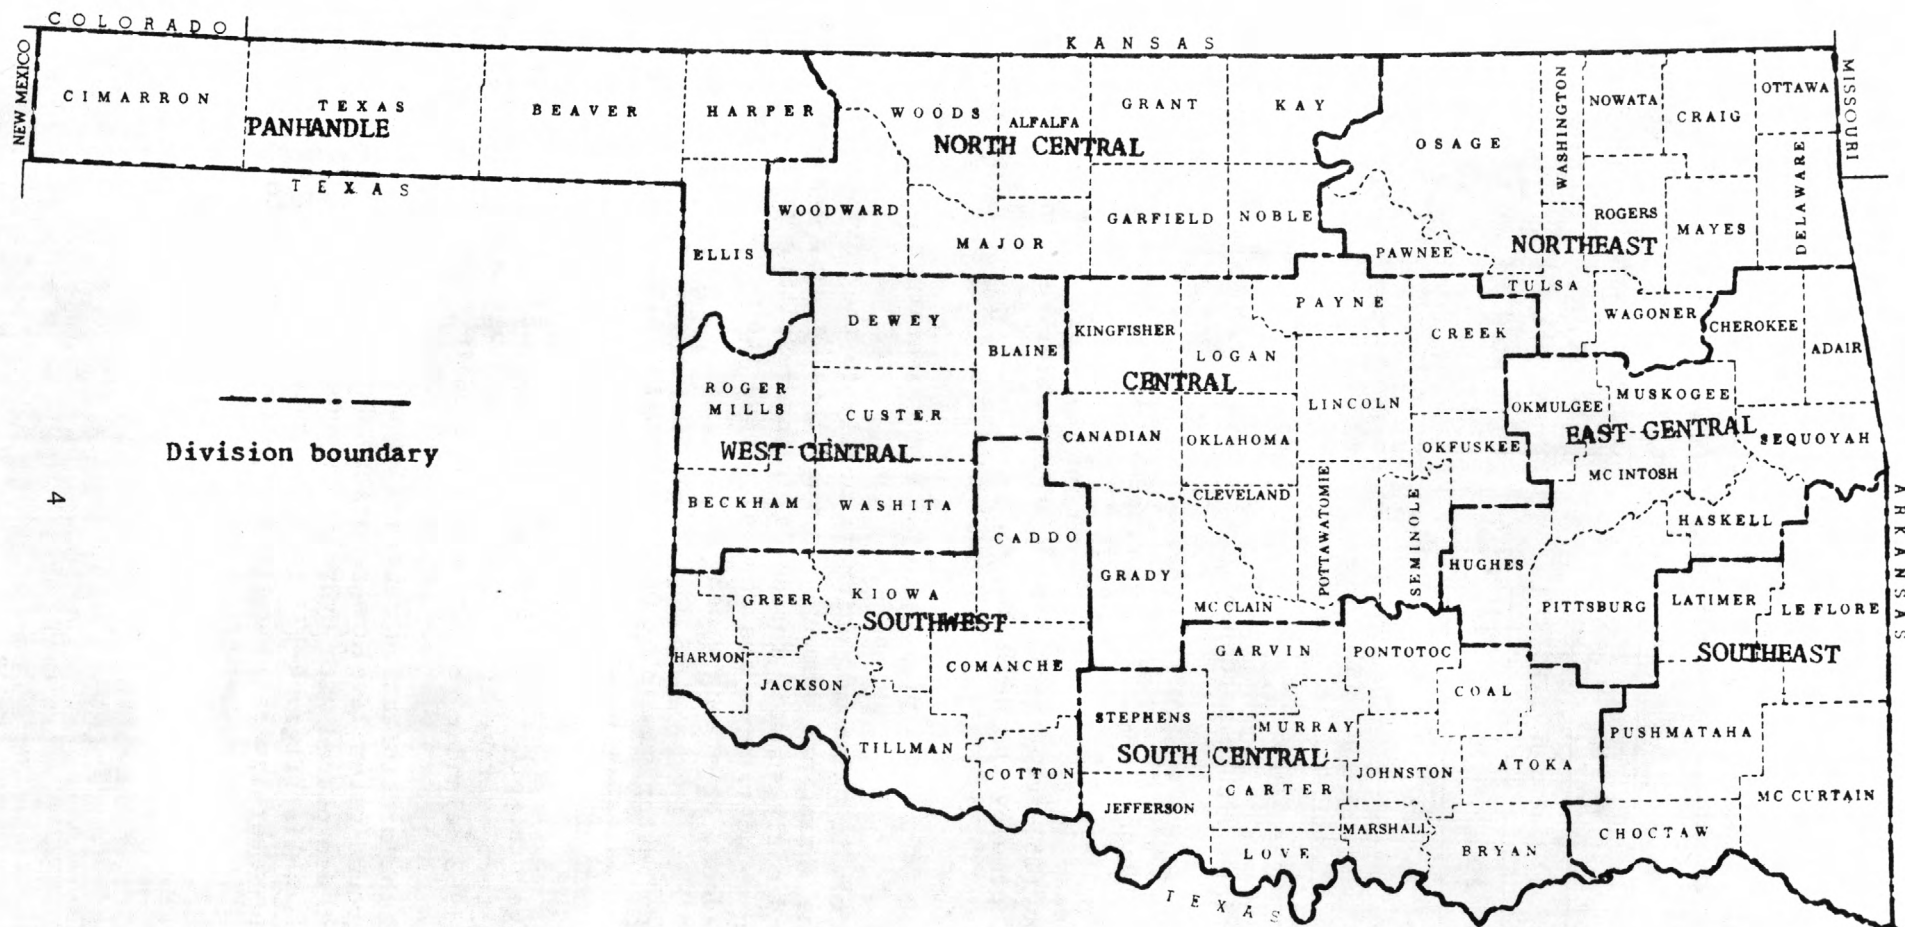 COLORADO
KANSAS
NEW MEXICO
MISSOURI
CIMARRON
TEXAS
BEAVER
HARPER
WOODS
ALFALFA
GRANT
KAY
OSAGE
WASHINGTON
NOWATA
CRAIG
OTTAWA
PANHANDLE
NORTH CENTRAL
TEXAS
ELLIS
WOODWARD
MAJOR
GARFIELD
NOBLE
PAWNEE
ROGERS
MAYES
DELAWARE
NORTHEAST
TULSA
WAGONER
CHEROKEE
ADAIR
DEWEY
BLAINE
KINGFISHER
LOGAN
PAYNE
CREEK
CENTRAL
ROGER
MILLS
CUSTER
WEST CENTRAL
CANADIAN
OKLAHOMA
LINCOLN
OKFUSKEE
OKMULGEE
MUSKOGEE
EAST CENTRAL
SEQUOYAH
MC INTOSH
Division boundary
4
BECKHAM
WASHITA
CADDO
GRADY
CLEVELAND
POTTAWATOMIE
SEMINOLE
HUGHES
HASKELL
ARKANSAS
GREER
KIOWA
SOUTHWEST
MC CLAIN
PITTSBURG
LATIMER
LE FLORE
SOUTHEAST
HARMON
JACKSON
COMANCHE
GARVIN
PONTOTOC
COAL
STEPHENS
MURRAY
SOUTH CENTRAL
TILLMAN
COTTON
JEFFERSON
CARTER
JOHNSTON
ATOKA
PUSHMATAHA
MC CURTAIN
MARSHALL
LOVE
BRYAN
CHOCTAW
TEXAS